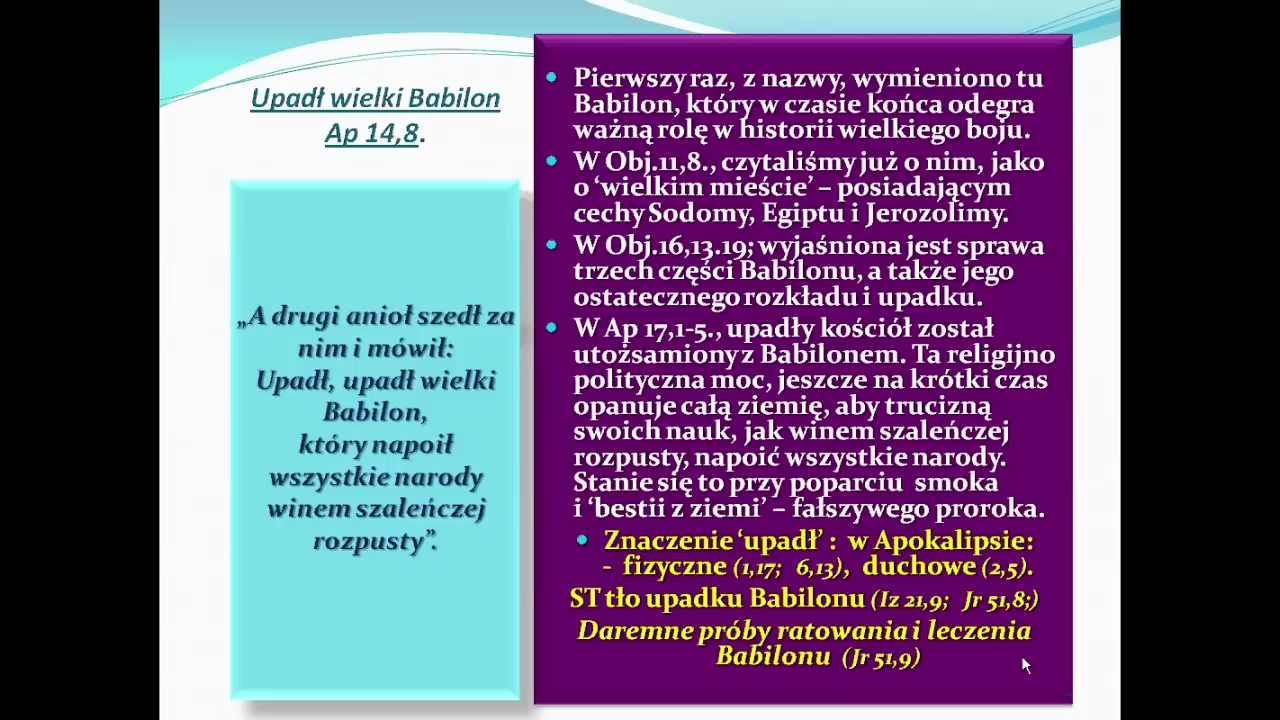 Upadł wielki Babilon
Ap 14,8.
„A drugi anioł szedł za
nim i mówił:
Upadł, upadł wielki
Babilon,
który napoił
wszystkie narody
winem szaleńczej
rozpusty”.
• Pierwszy raz, z nazwy, wymieniono tu
Babilon, który w czasie końca odegra
ważną rolę w historii wielkiego boju.
• W Obj.11,8., czytaliśmy już o nim, jako
o ‘wielkim mieście’ – posiadającym
cechy Sodomy, Egiptu i Jerozolimy.
• W Obj.16,13.19; wyjaśniona jest sprawa
trzech części Babilonu, a także jego
ostatecznego rozkładu i upadku.
• W Ap 17,1-5., upadły kościół został
utożsamiony z Babilonem. Ta religijno
polityczna moc, jeszcze na krótki czas
opanuje całą ziemię, aby trucizną
swoich nauk, jak winem szaleńczej
rozpusty, napoić wszystkie narody.
Stanie się to przy poparciu smoka
i ‘bestii z ziemi’ – fałszywego proroka.
• Znaczenie ‘upadł’ : w Apokalipsie:
- fizyczne (1,17; 6,13), duchowe (2,5).
ST tło upadku Babilonu (Iz 21,9; Jr 51,8;)
Daremne próby ratowania i leczenia
Babilonu (Jr 51,9)